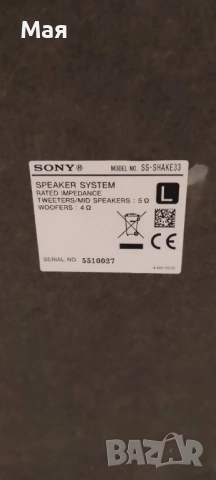 Мая
SONY® MODEL NO. SS-SHAKE33
SPEAKER SYSTEM
RATED IMPEDANCE
TWEETERS/MID SPEAKERS : 5 Ω
WOOFERS : 4 Ω
L
CE
SERIAL NO. 5510027
bazar